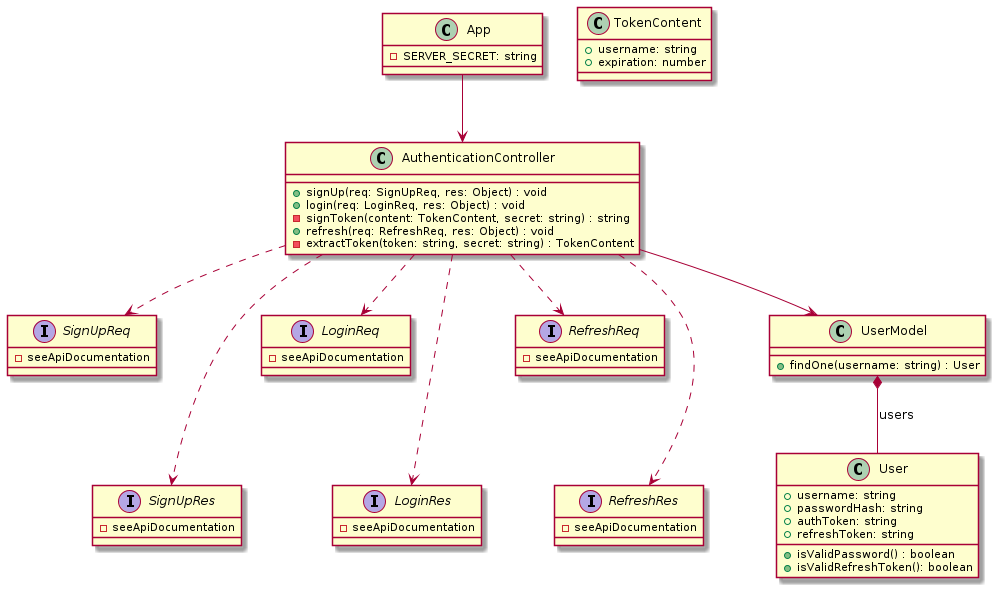 C App
SERVER_SECRET: string
C TokenContent
username: string
expiration: number
C AuthenticationController
signUp(req: SignUpReq, res: Object) : void
login(req: LoginReq, res: Object) : void
signToken(content: TokenContent, secret: string) : string
refresh(req: RefreshReq, res: Object) : void
extractToken(token: string, secret: string) : TokenContent
I SignUpReq
seeApiDocumentation
I LoginReq
seeApiDocumentation
I RefreshReq
seeApiDocumentation
C UserModel
findOne(username: string) : User
users
I SignUpRes
seeApiDocumentation
I LoginRes
seeApiDocumentation
I RefreshRes
seeApiDocumentation
C User
username: string
passwordHash: string
authToken: string
refreshToken: string
isValidPassword() : boolean
isValidRefreshToken(): boolean